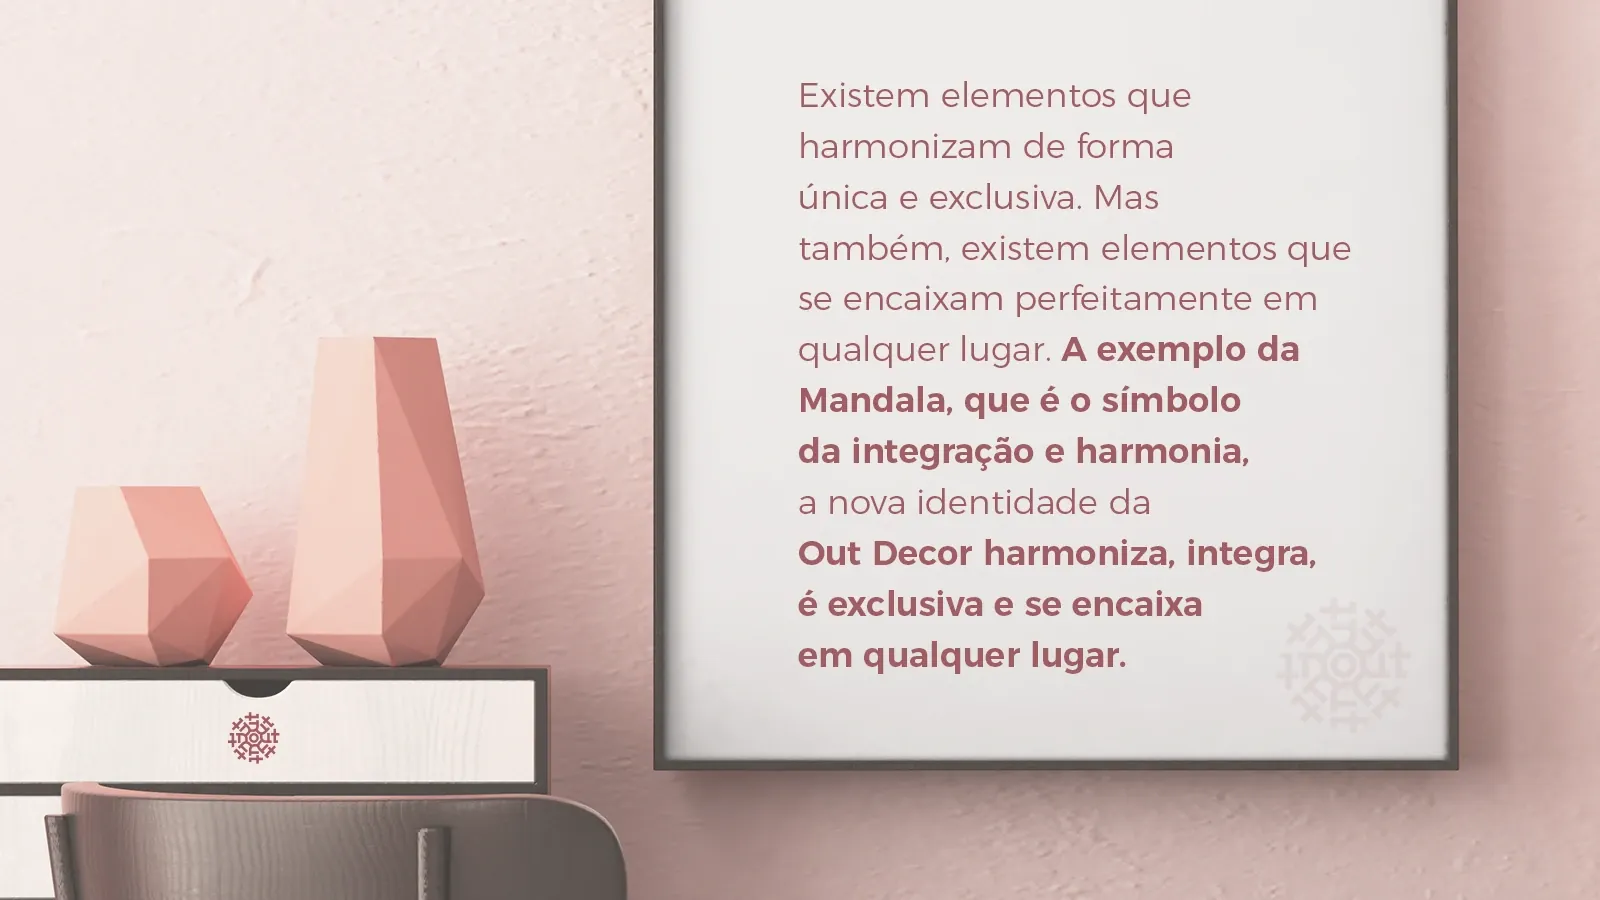 Existem elementos que
harmonizam de forma
única e exclusiva. Mas
também, existem elementos que
se encaixam perfeitamente em
qualquer lugar. A exemplo da
Mandala, que é o símbolo
da integração e harmonia,
a nova identidade da
Out Decor harmoniza, integra,
é exclusiva e se encaixa
em qualquer lugar.